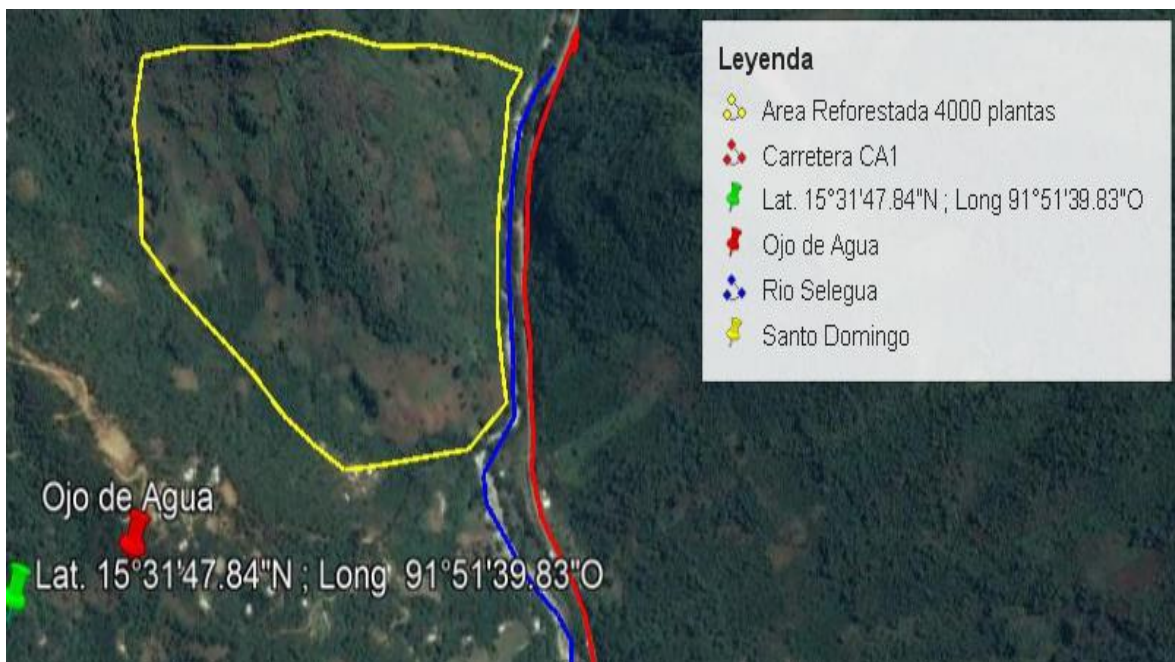 Leyenda
Area Reforestada 4000 plantas
Carretera CA1
Lat. 15°31'47.84"N ; Long 91°51'39.83"O
Ojo de Agua
Rio Selegua
Santo Domingo
Ojo de Agua
Lat. 15°31'47.84"N ; Long 91°51'39.83"O